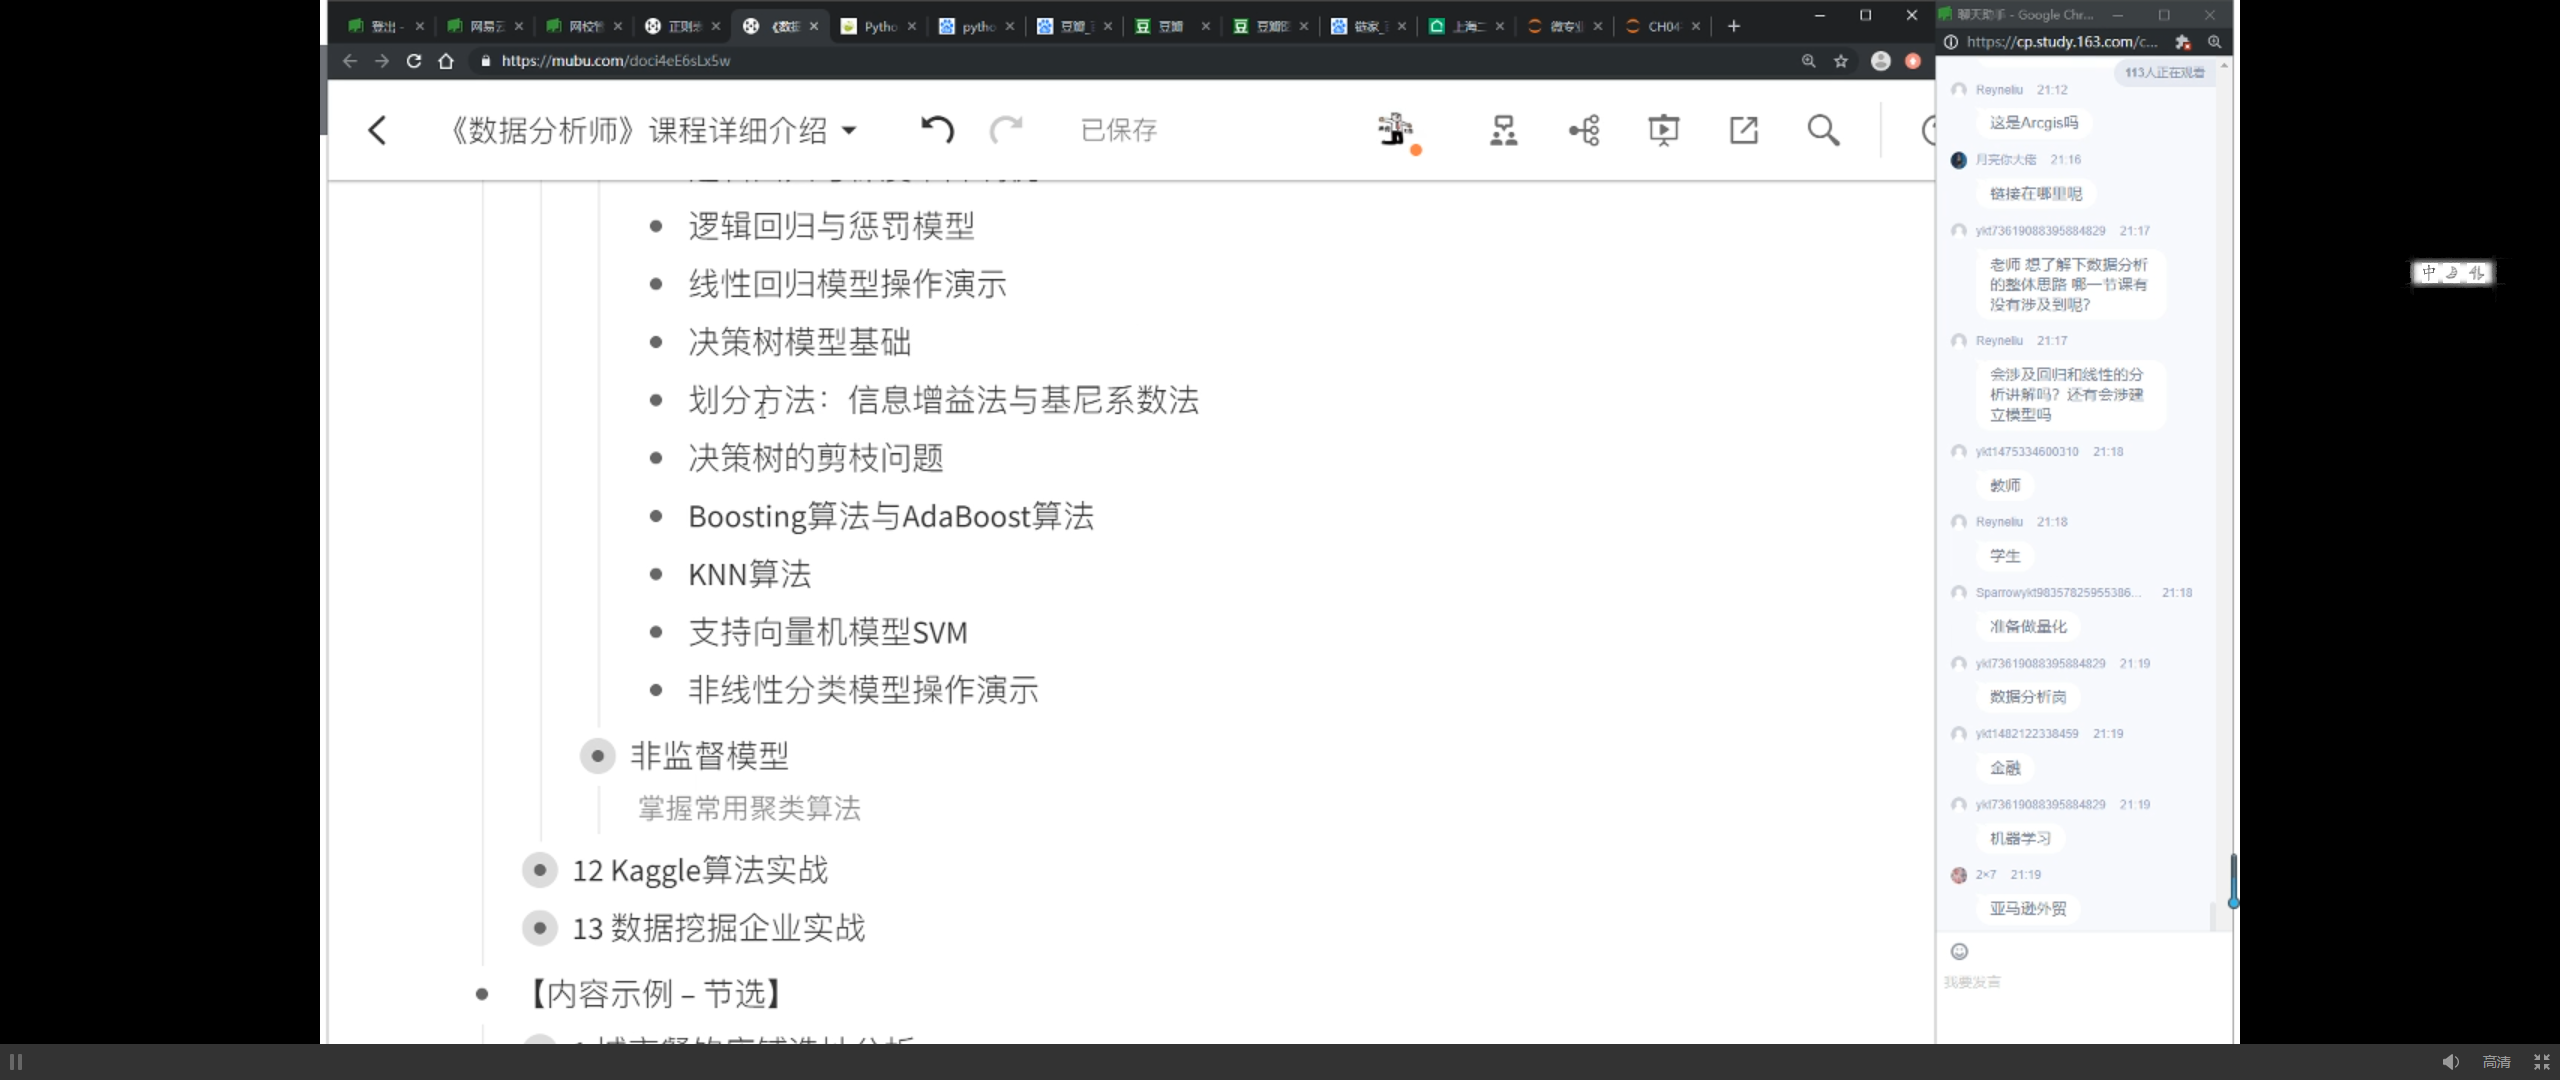 登出 -
网易云
网校管
正则表
《数据
Pytho
pytho
豆瓣_
豆瓣
豆瓣
链家_
上海二
微专业
CH04
https://mubu.com/doci4eE6sLx5w
《数据分析师》课程详细介绍
已保存
逻辑回归与惩罚模型
线性回归模型操作演示
决策树模型基础
划分方法：信息增益法与基尼系数法
决策树的剪枝问题
Boosting算法与AdaBoost算法
KNN算法
支持向量机模型SVM
非线性分类模型操作演示
非监督模型
掌握常用聚类算法
12 Kaggle算法实战
13 数据挖掘企业实战
【内容示例 – 节选】
聊天助手 - Google Chr...
https://cp.study.163.com/c...
113人正在观看
Reyneliu 21:12
这是Arcgis吗
月亮你大佬 21:16
链接在哪里呢
ykt73619088395884829 21:17
老师 想了解下数据分析
的整体思路 哪一节课有
没有涉及到呢?
Reyneliu 21:17
会涉及回归和线性的分
析讲解吗? 还有会涉建
立模型吗
ykt1475334600310 21:18
教师
Reyneliu 21:18
学生
Sparrowykt98357825955386... 21:18
准备做量化
ykt73619088395884829 21:19
数据分析岗
ykt1482122338459 21:19
金融
ykt73619088395884829 21:19
机器学习
2×7 21:19
亚马逊外贸
我要发言
中
高清